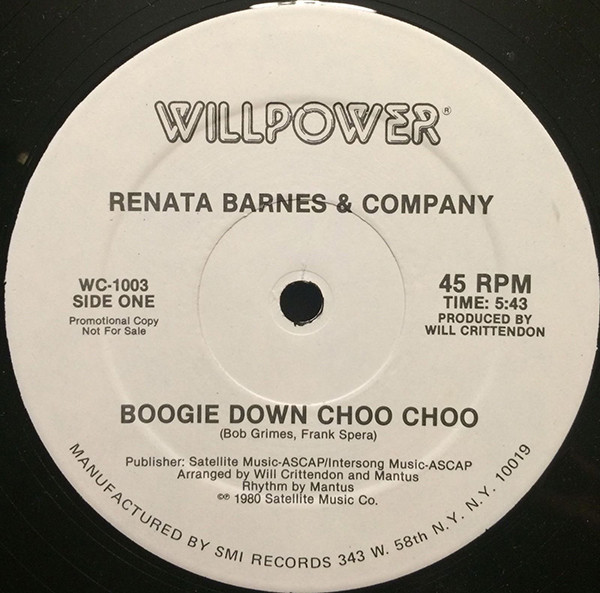 WILLPOWER®
RENATA BARNES & COMPANY
WC-1003
SIDE ONE
Promotional Copy
Not For Sale
45 RPM
TIME: 5:43
PRODUCED BY
WILL CRITTENDON
BOOGIE DOWN CHOO CHOO
(Bob Grimes, Frank Spera)
Publisher: Satellite Music-ASCAP/Intersong Music-ASCAP
Arranged by Will Crittendon and Mantus
Rhythm by Mantus
©℗ 1980 Satellite Music Co.
MANUFACTURED BY SMI RECORDS 343 W. 58th N.Y. N.Y. 10019